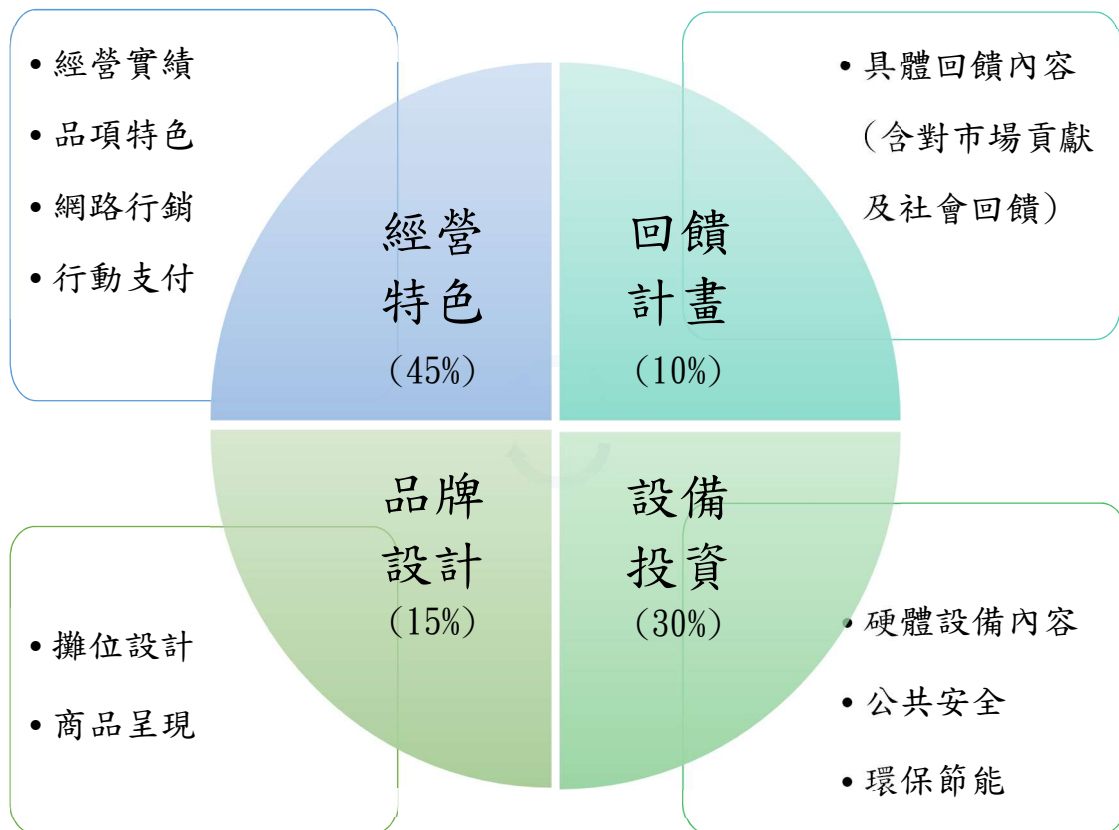 • 經營實績
• 品項特色
• 網路行銷
• 行動支付
經營
特色
(45%)
回饋
計畫
(10%)
• 具體回饋內容
（含對市場貢獻
及社會回饋）
品牌
設計
(15%)
• 攤位設計
• 商品呈現
設備
投資
(30%)
• 硬體設備內容
• 公共安全
• 環保節能